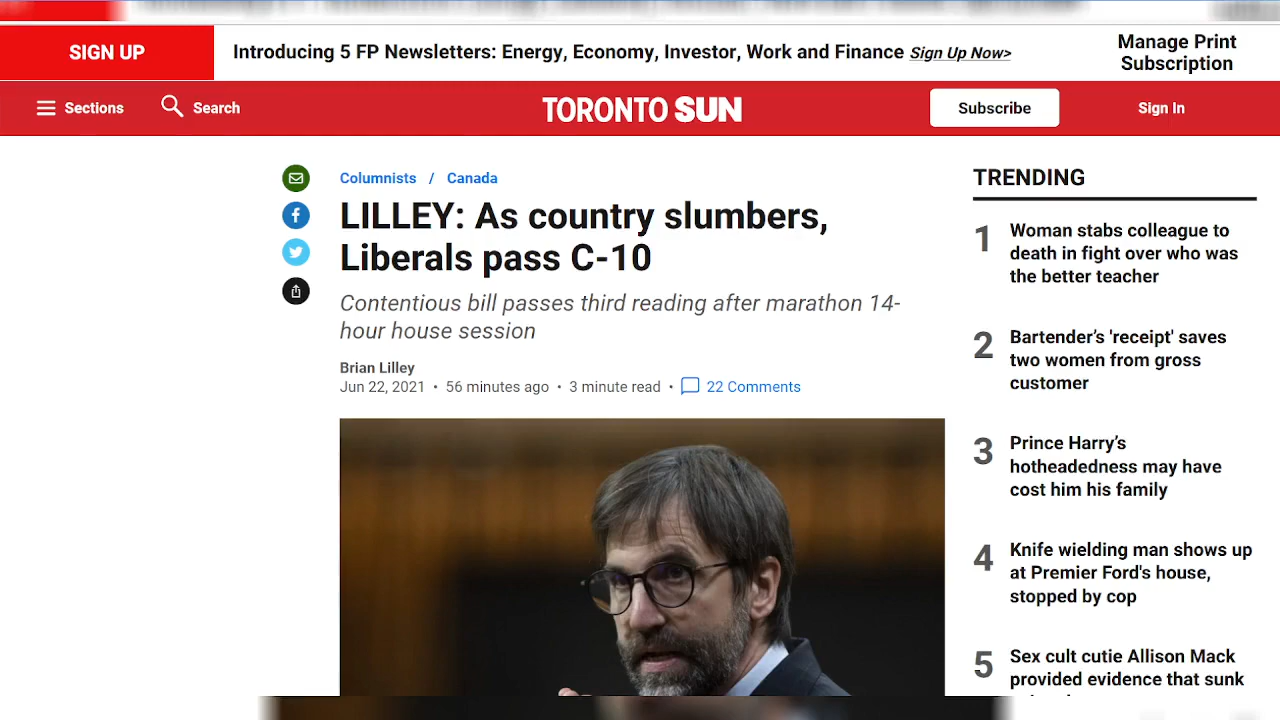 SIGN UP
Introducing 5 FP Newsletters: Energy, Economy, Investor, Work and Finance Sign Up Now>
Manage Print
Subscription
Sections
Search
TORONTO SUN
Subscribe
Sign In
Columnists / Canada
LILLEY: As country slumbers,
Liberals pass C-10
Contentious bill passes third reading after marathon 14-
hour house session
Brian Lilley
Jun 22, 2021 • 56 minutes ago • 3 minute read • 22 Comments
TRENDING
1 Woman stabs colleague to
death in fight over who was
the better teacher
2 Bartender’s 'receipt' saves
two women from gross
customer
3 Prince Harry’s
hotheadedness may have
cost him his family
4 Knife wielding man shows up
at Premier Ford's house,
stopped by cop
5 Sex cult cutie Allison Mack
provided evidence that sunk